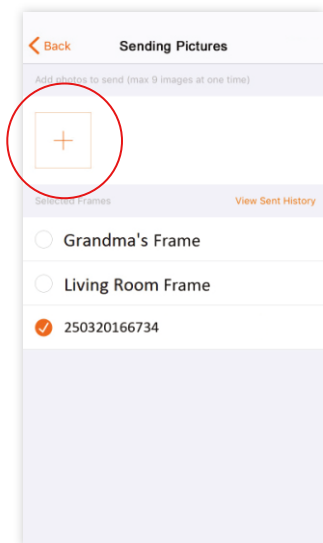 Back Sending Pictures
Add photos to send (max 9 images at one time)
Selected Frames View Sent History
Grandma's Frame
Living Room Frame
250320166734